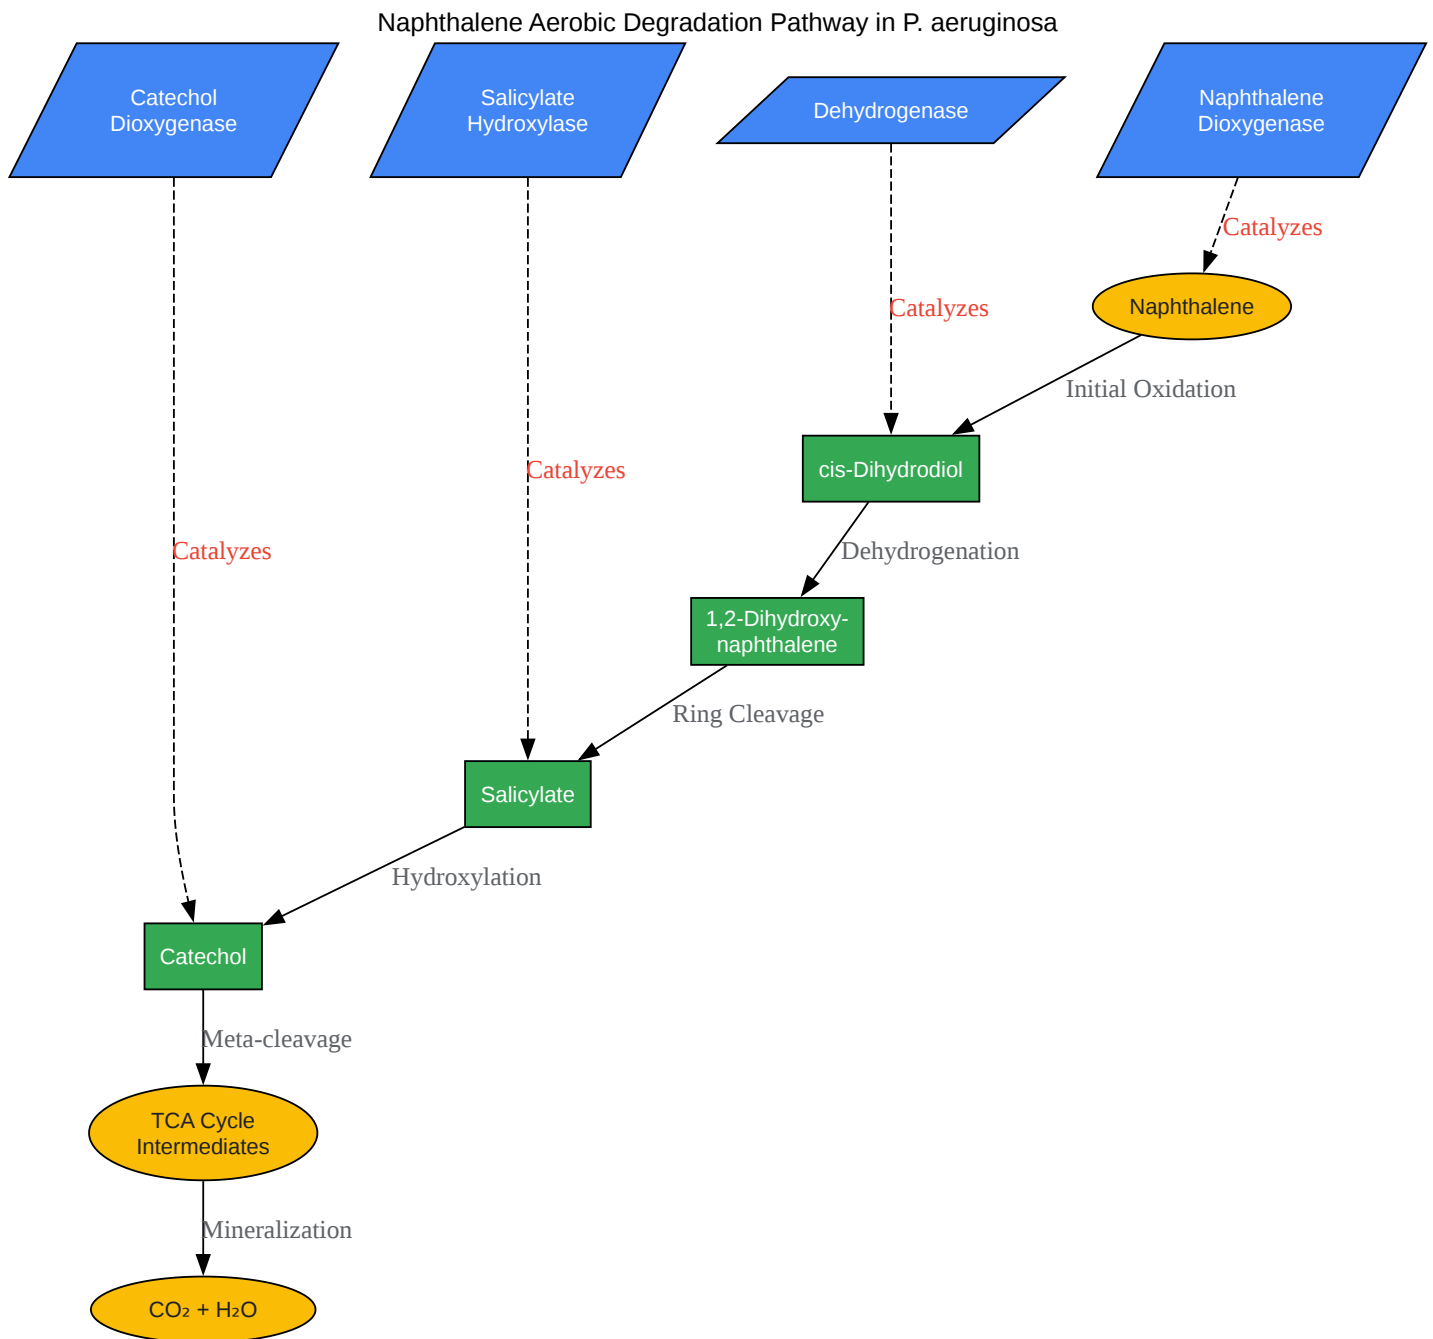 Naphthalene Aerobic Degradation Pathway in P. aeruginosa
Catechol
Dioxygenase
Salicylate
Hydroxylase
Dehydrogenase
Naphthalene
Dioxygenase
Catalyzes
Naphthalene
Catalyzes
Initial Oxidation
cis-Dihydrodiol
Catalyzes
Dehydrogenation
Catalyzes
1,2-Dihydroxy-
naphthalene
Ring Cleavage
Salicylate
Hydroxylation
Catechol
Meta-cleavage
TCA Cycle
Intermediates
Mineralization
CO₂ + H₂O